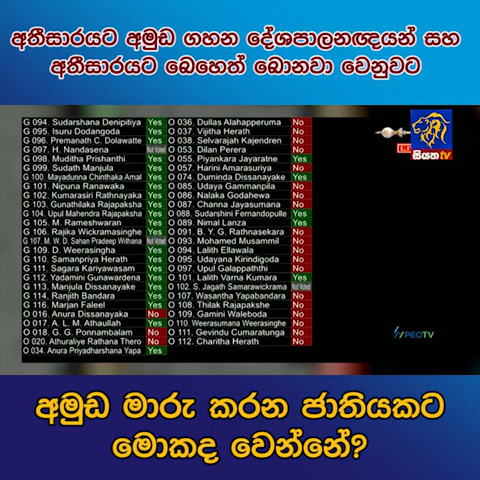 අතීසාරයට අමුඩ ගහන දේශපාලනඥයන් සහ
අතීසාරයට බෙහෙත් බොනවා වෙනුවට
G 094. Sudarshana Denipitiya Yes
G 095. Isuru Dodangoda Yes
G 096. Premanath C. Dolawatte Yes
G 097. H. Nandasena Not Voted
G 098. Muditha Prishanthi Yes
G 099. Sudath Manjula Yes
G 100. Mayadunna Chinthaka Amal Yes
G 101. Nipuna Ranawaka Yes
G 102. Kumarasiri Rathnayaka Yes
G 103. Gunathilaka Rajapaksha Yes
G 104. Upul Mahendra Rajapaksha Yes
G 105. M. Rameshwaran Yes
G 106. Rajika Wickramasinghe Yes
G 107. M. W. D. Sahan Pradeep Withana Not Voted
G 109. D. Weerasingha Yes
G 110. Samanpriya Herath Yes
G 111. Sagara Kariyawasam Yes
G 112. Yadamini Gunawardena Yes
G 113. Manjula Dissanayake Yes
G 114. Ranjith Bandara Yes
G 116. Marjan Faleel Yes
O 016. Anura Dissanayaka No
O 017. A. L. M. Athaullah Yes
O 018. G. G. Ponnambalam No
O 020. Athuraliye Rathana Thero No
O 034. Anura Priyadharshana Yapa Yes
O 036. Dullas Alahapperuma No
O 037. Vijitha Herath No
O 038. Selvarajah Kajendren No
O 053. Dilan Perera No
O 055. Piyankara Jayaratne Yes
O 057. Harini Amarasuriya No
O 074. Duminda Dissanayake Yes
O 085. Udaya Gammanpila No
O 086. Nalaka Godahewa No
O 087. Channa Jayasumana No
O 088. Sudarshini Fernandopulle Yes
O 089. Nimal Lanza Yes
O 091. B. Y. G. Rathnasekara No
O 093. Mohamed Musammil No
O 094. Lalith Ellawala No
O 095. Udayana Kirindigoda No
O 097. Upul Galappaththi No
O 101. Lalith Varna Kumara Yes
O 102. S. Jagath Samarawickrama Not Voted
O 107. Wasantha Yapabandara No
O 108. Thilak Rajapakshe No
O 109. Gamini Waleboda No
O 110. Weerasumana Weerasinghe No
O 111. Gevindu Cumaratunga No
O 112. Charitha Herath No
සියත tv
PEOTV
අමුඩ මාරු කරන ජාතියකට
මොකද වෙන්නේ?